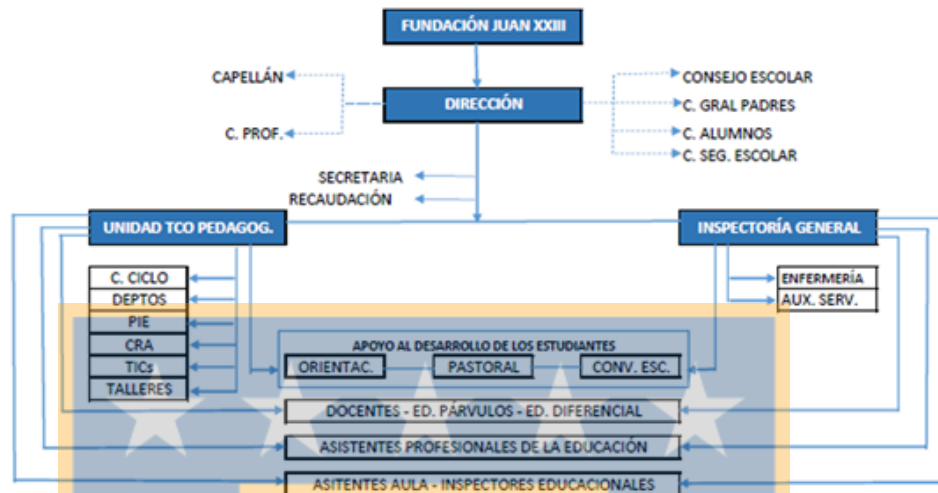 FUNDACIÓN JUAN XXIII
CAPELLÁN
CONSEJO ESCOLAR
DIRECCIÓN
C. GRAL PADRES
C. PROF.
C. ALUMNOS
C. SEG. ESCOLAR
SECRETARIA
RECAUDACIÓN
UNIDAD TCO PEDAGOG.
INSPECTORÍA GENERAL
C. CICLO
ENFERMERÍA
DEPTOS
AUX. SERV.
PIE
CRA
APOYO AL DESARROLLO DE LOS ESTUDIANTES
TICs
ORIENTAC.
PASTORAL
CONV. ESC.
TALLERES
DOCENTES - ED. PÁRVULOS - ED. DIFERENCIAL
ASISTENTES PROFESIONALES DE LA EDUCACIÓN
ASITENTES AULA - INSPECTORES EDUCACIONALES